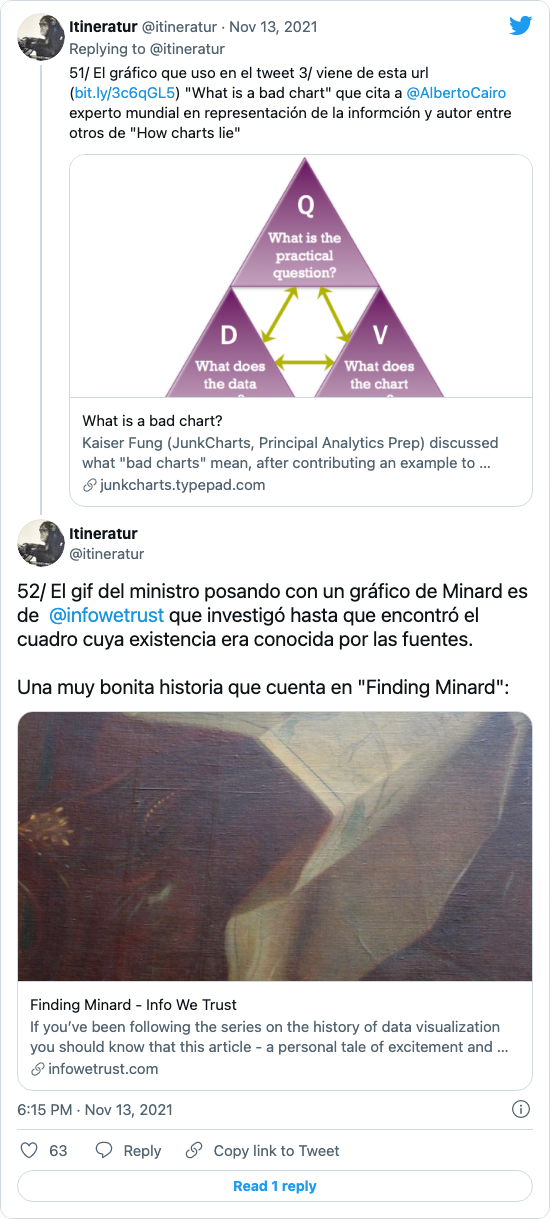 Itineratur @itineratur · Nov 13, 2021
Replying to @itineratur
51/ El gráfico que uso en el tweet 3/ viene de esta url
(bit.ly/3c6qGL5) "What is a bad chart" que cita a @AlbertoCairo
experto mundial en representación de la informción y autor entre
otros de "How charts lie"
Q
What is the
practical
question?
D
What does
the data
V
What does
the chart
What is a bad chart?
Kaiser Fung (JunkCharts, Principal Analytics Prep) discussed
what "bad charts" mean, after contributing an example to ...
junkcharts.typepad.com
Itineratur
@itineratur
52/ El gif del ministro posando con un gráfico de Minard es
de @infowetrust que investigó hasta que encontró el
cuadro cuya existencia era conocida por las fuentes.
Una muy bonita historia que cuenta en "Finding Minard":
Finding Minard - Info We Trust
If you've been following the series on the history of data visualization
you should know that this article - a personal tale of excitement and ...
infowetrust.com
6:15 PM · Nov 13, 2021
63 Reply Copy link to Tweet
Read 1 reply